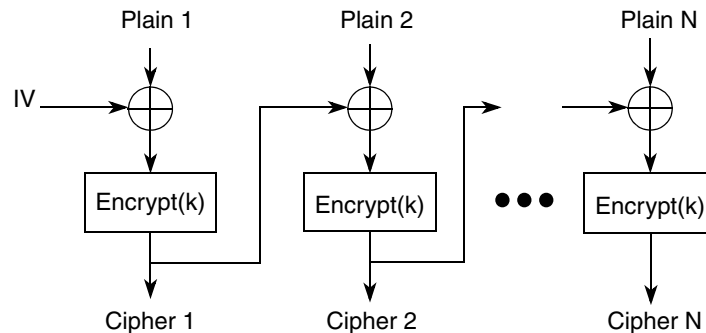 Plain 1
Plain 2
Plain N
IV
Encrypt(k)
Encrypt(k)
Encrypt(k)
Cipher 1
Cipher 2
Cipher N